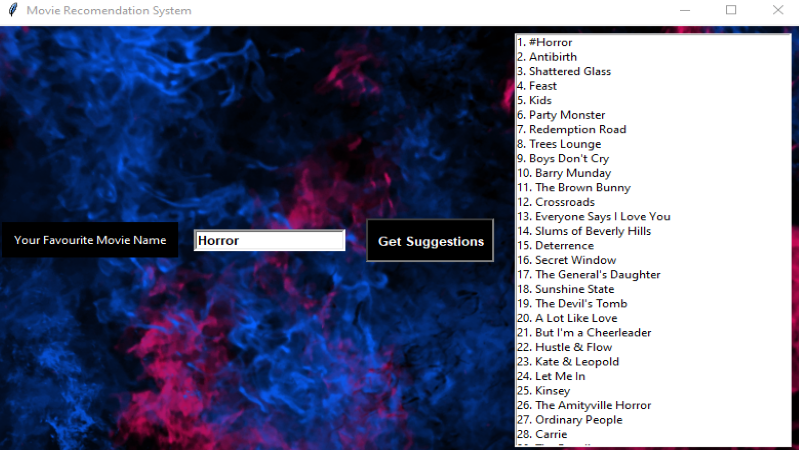 Movie Recomendation System
Your Favourite Movie Name
Horror
Get Suggestions
1. #Horror
2. Antibirth
3. Shattered Glass
4. Feast
5. Kids
6. Party Monster
7. Redemption Road
8. Trees Lounge
9. Boys Don't Cry
10. Barry Munday
11. The Brown Bunny
12. Crossroads
13. Everyone Says I Love You
14. Slums of Beverly Hills
15. Deterrence
16. Secret Window
17. The General's Daughter
18. Sunshine State
19. The Devil's Tomb
20. A Lot Like Love
21. But I'm a Cheerleader
22. Hustle & Flow
23. Kate & Leopold
24. Let Me In
25. Kinsey
26. The Amityville Horror
27. Ordinary People
28. Carrie